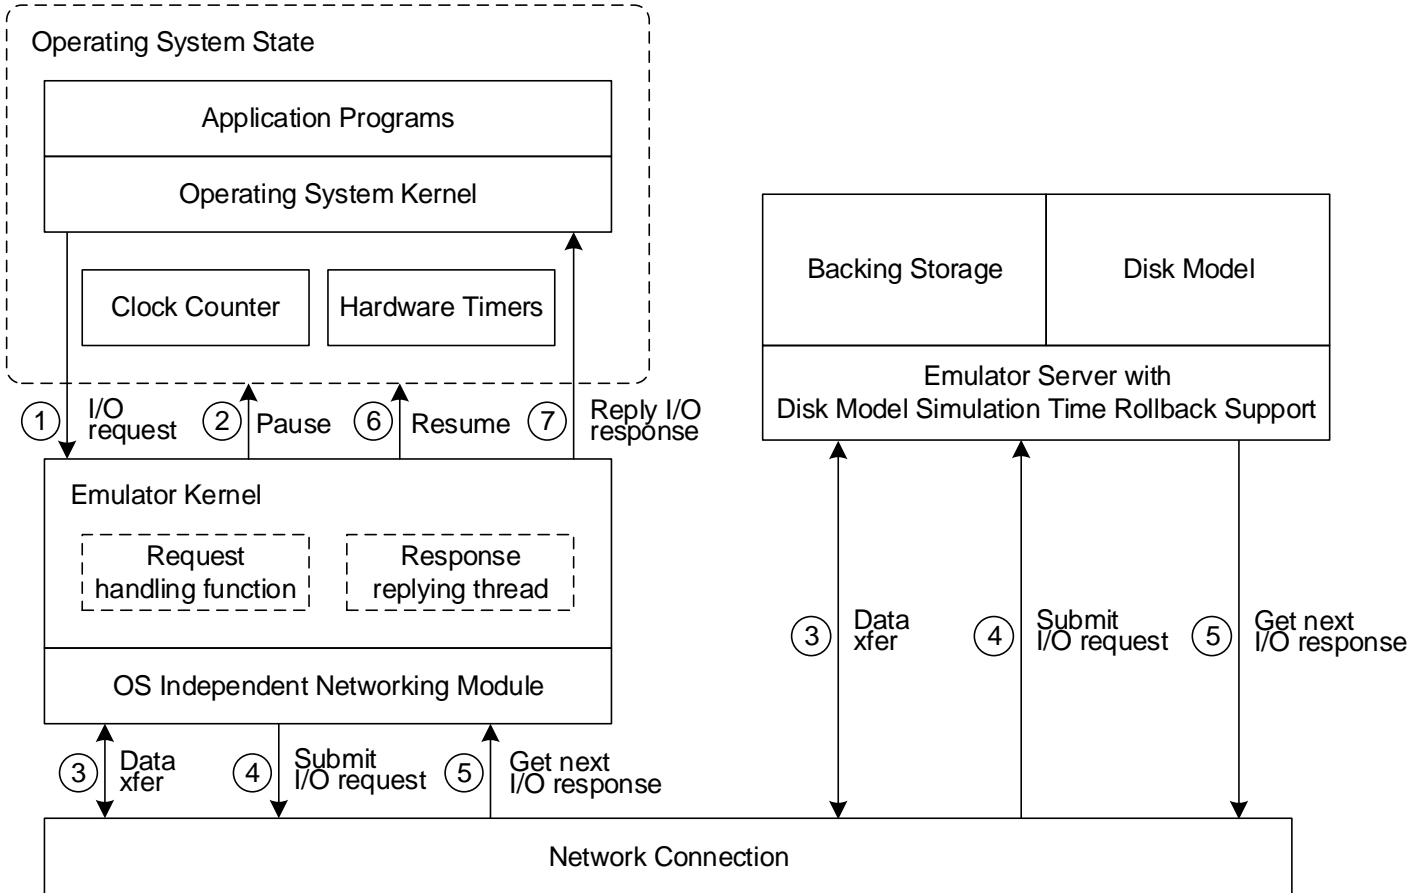 Operating System State
Application Programs
Operating System Kernel
Clock Counter
Hardware Timers
1
I/O
request
2
Pause
6
Resume
7
Reply I/O
response
Emulator Kernel
Request
handling function
Response
replying thread
OS Independent Networking Module
3
Data
xfer
4
Submit
I/O request
5
Get next
I/O response
Backing Storage
Disk Model
Emulator Server with
Disk Model Simulation Time Rollback Support
3
Data
xfer
4
Submit
I/O request
5
Get next
I/O response
Network Connection